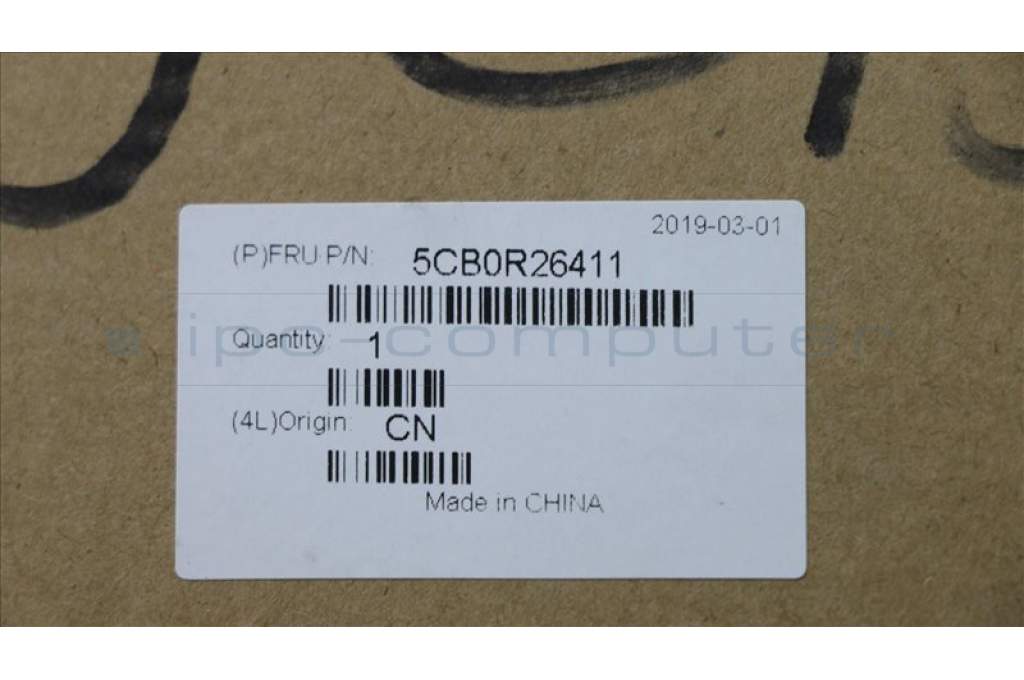 2019-03-01
(P)FRU P/N: 5CB0R26411
Quantity: 1
ipc-computer
(4L)Origin: CN
Made in CHINA